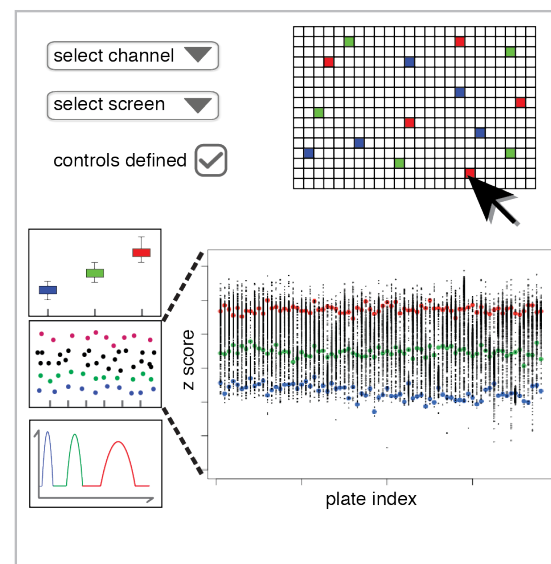 select channel
select screen
controls defined
z score
plate index